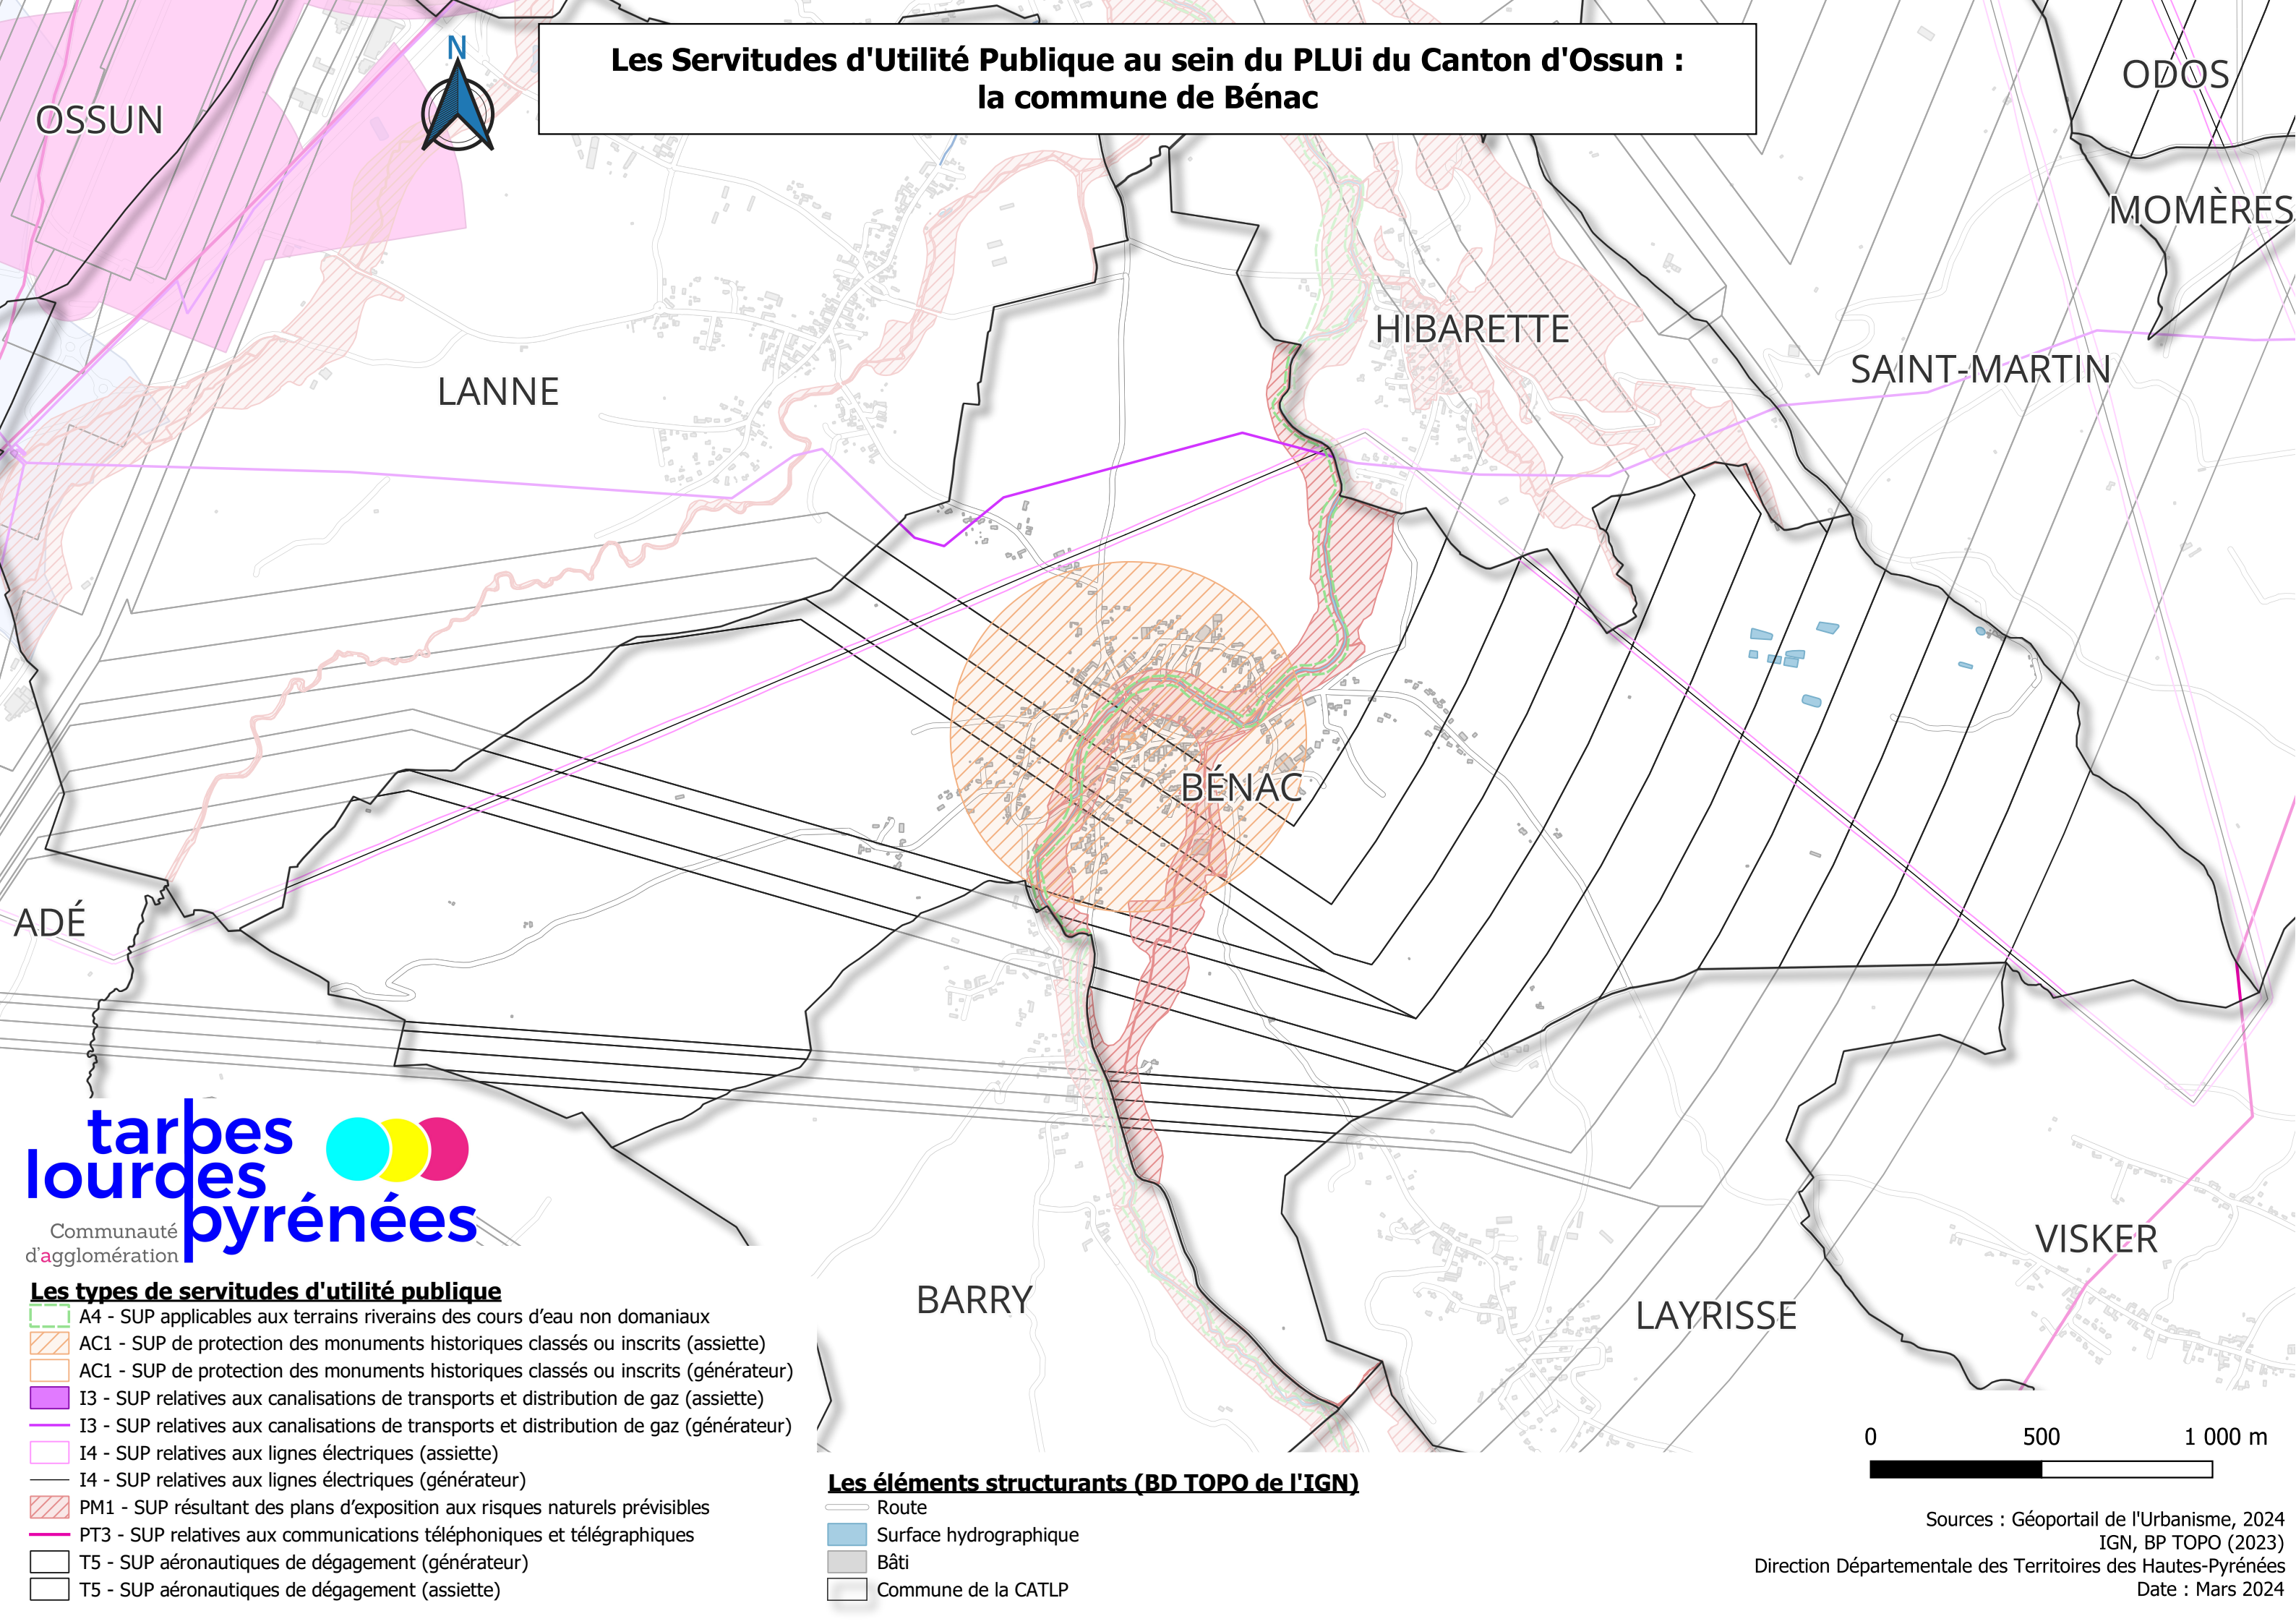 Les Servitudes d'Utilité Publique au sein du PLUi du Canton d'Ossun :
la commune de Bénac
N
OSSUN
ODOS
MOMÈRES
HIBARETTE
SAINT-MARTIN
LANNE
BÉNAC
ADÉ
VISKER
BARRY
LAYRISSE
tarbes
lourdes
pyrénées
Communauté
d'agglomération
Les types de servitudes d'utilité publique
A4 - SUP applicables aux terrains riverains des cours d’eau non domaniaux
AC1 - SUP de protection des monuments historiques classés ou inscrits (assiette)
AC1 - SUP de protection des monuments historiques classés ou inscrits (générateur)
I3 - SUP relatives aux canalisations de transports et distribution de gaz (assiette)
I3 - SUP relatives aux canalisations de transports et distribution de gaz (générateur)
I4 - SUP relatives aux lignes électriques (assiette)
I4 - SUP relatives aux lignes électriques (générateur)
PM1 - SUP résultant des plans d’exposition aux risques naturels prévisibles
PT3 - SUP relatives aux communications téléphoniques et télégraphiques
T5 - SUP aéronautiques de dégagement (générateur)
T5 - SUP aéronautiques de dégagement (assiette)
Les éléments structurants (BD TOPO de l'IGN)
Route
Surface hydrographique
Bâti
Commune de la CATLP
0 500 1 000 m
Sources : Géoportail de l'Urbanisme, 2024
IGN, BP TOPO (2023)
Direction Départementale des Territoires des Hautes-Pyrénées
Date : Mars 2024